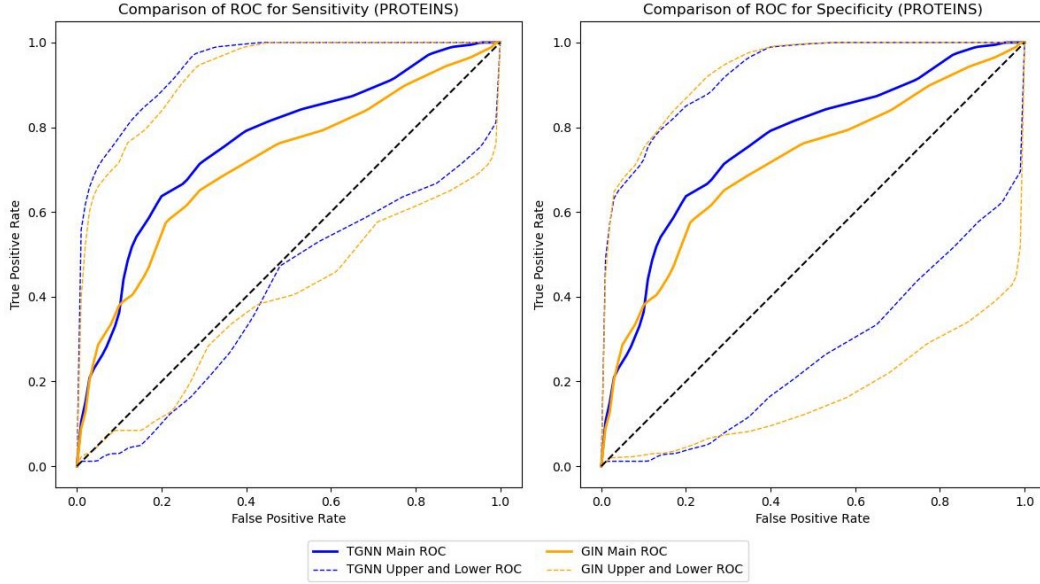 Comparison of ROC for Sensitivity (PROTEINS)
1.0
0.8
0.6
0.4
0.2
0.0
True Positive Rate
0.0 0.2 0.4 0.6 0.8 1.0
False Positive Rate
Comparison of ROC for Specificity (PROTEINS)
1.0
0.8
0.6
0.4
0.2
0.0
True Positive Rate
0.0 0.2 0.4 0.6 0.8 1.0
False Positive Rate
TGNN Main ROC
TGNN Upper and Lower ROC
GIN Main ROC
GIN Upper and Lower ROC